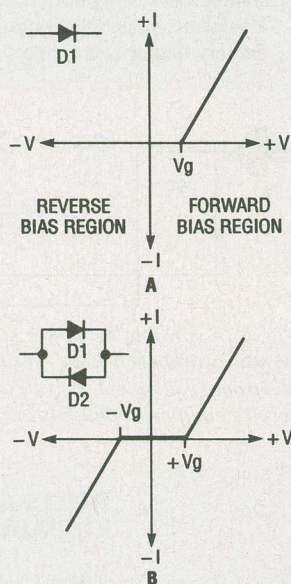 +I
D1
−V
+V
Vg
REVERSE
BIAS REGION
FORWARD
BIAS REGION
−I
A
+I
D1
D2
−Vg
−V
+V
+Vg
−I
B